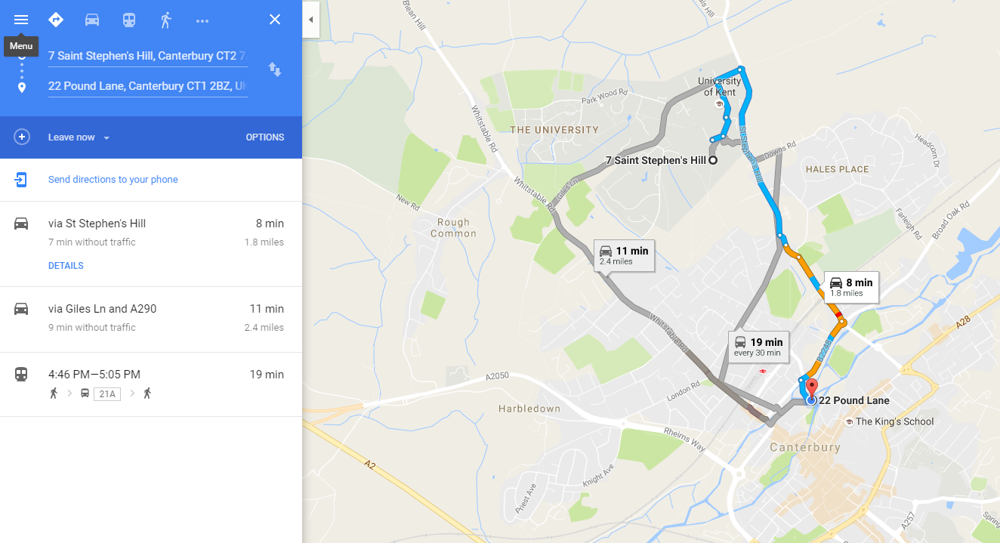 Menu
7 Saint Stephen's Hill, Canterbury CT2 7
22 Pound Lane, Canterbury CT1 2BZ, UK
Leave now
OPTIONS
Send directions to your phone
via St Stephen's Hill
8 min
7 min without traffic
1.8 miles
DETAILS
via Giles Ln and A290
11 min
9 min without traffic
2.4 miles
4:46 PM—5:05 PM
19 min
21A
Blean Hill
University
of Kent
Park Wood Rd
Whitstable Rd
THE UNIVERSITY
St Stephen's Hill
Downs Rd
Headcorn Dr
7 Saint Stephen's Hill
HALES PLACE
Whitstable Rd
Giles Ln
New Rd
Rough
Common
Farleigh Rd
Broad Oak Rd
11 min
2.4 miles
8 min
1.8 miles
Whitstable Rd
19 min
every 30 min
A28
B2248
A2050
London Rd
22 Pound Lane
Harbledown
The King's School
Rheims Way
Canterbury
A2
Knight Ave
Priest Ave
A257
Spring